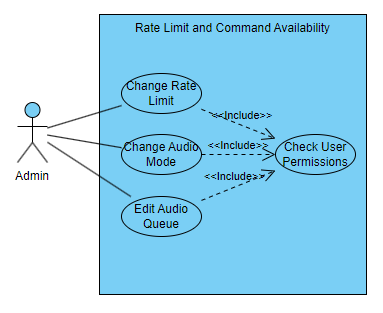 Rate Limit and Command Availability
Change Rate
Limit
<<Include>>
Change Audio
Mode
<<Include>>
Check User
Permissions
Admin
<<Include>>
Edit Audio
Queue